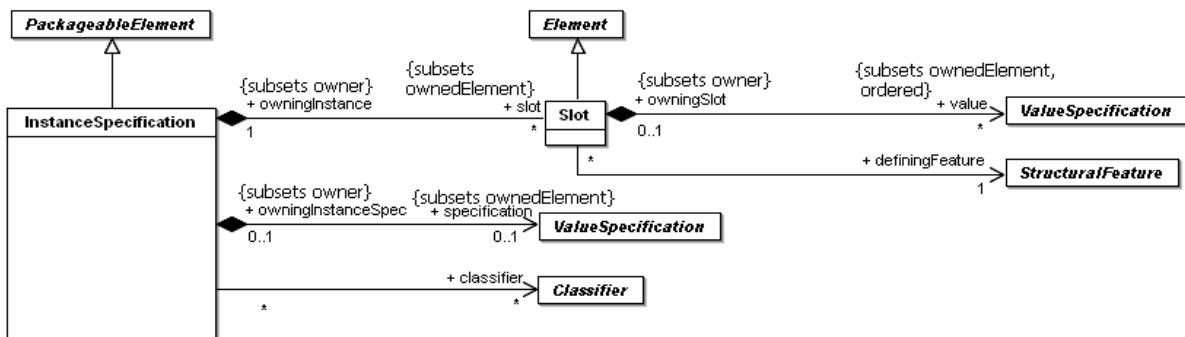 PackageableElement
Element
{subsets owner}
+ owningInstance
1
{subsets
ownedElement}
+ slot
*
{subsets owner}
+ owningSlot
0..1
{subsets ownedElement,
ordered}
+ value
*
InstanceSpecification
Slot
ValueSpecification
*
+ definingFeature
1
StructuralFeature
{subsets owner}
+ owningInstanceSpec
0..1
{subsets ownedElement}
+ specification
0..1
ValueSpecification
+ classifier
*
*
Classifier